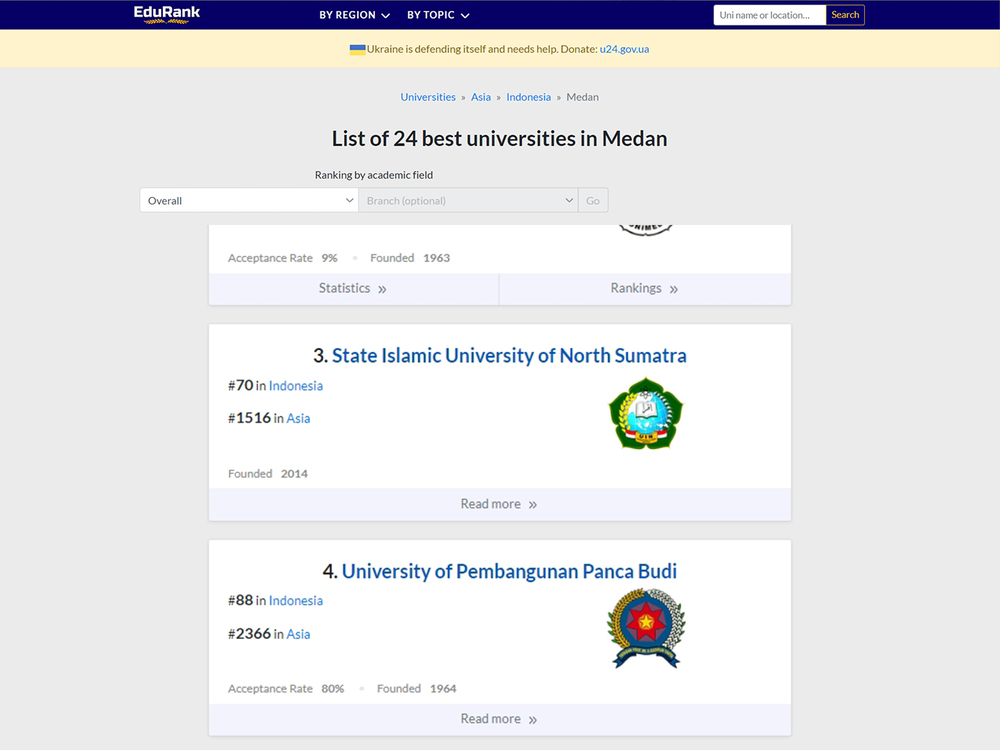 EduRank BY REGION BY TOPIC Uni name or location... Search
Ukraine is defending itself and needs help. Donate: u24.gov.ua
Universities » Asia » Indonesia » Medan
List of 24 best universities in Medan
Ranking by academic field
Overall Branch (optional) Go
Acceptance Rate 9% • Founded 1963
Statistics » Rankings »
3. State Islamic University of North Sumatra
#70 in Indonesia
#1516 in Asia
UIN
Founded 2014
Read more »
4. University of Pembangunan Panca Budi
#88 in Indonesia
#2366 in Asia
Acceptance Rate 80% • Founded 1964
Read more »